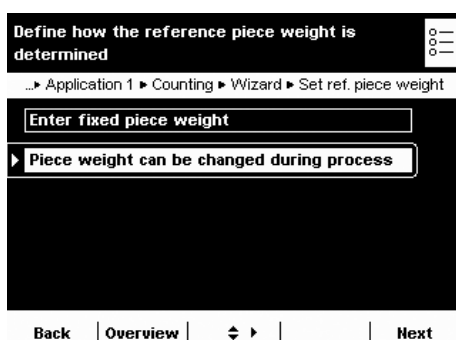 Define how the reference piece weight is
determined
...▸ Application 1 ▸ Counting ▸ Wizard ▸ Set ref. piece weight
Enter fixed piece weight
Piece weight can be changed during process
Back Overview Next